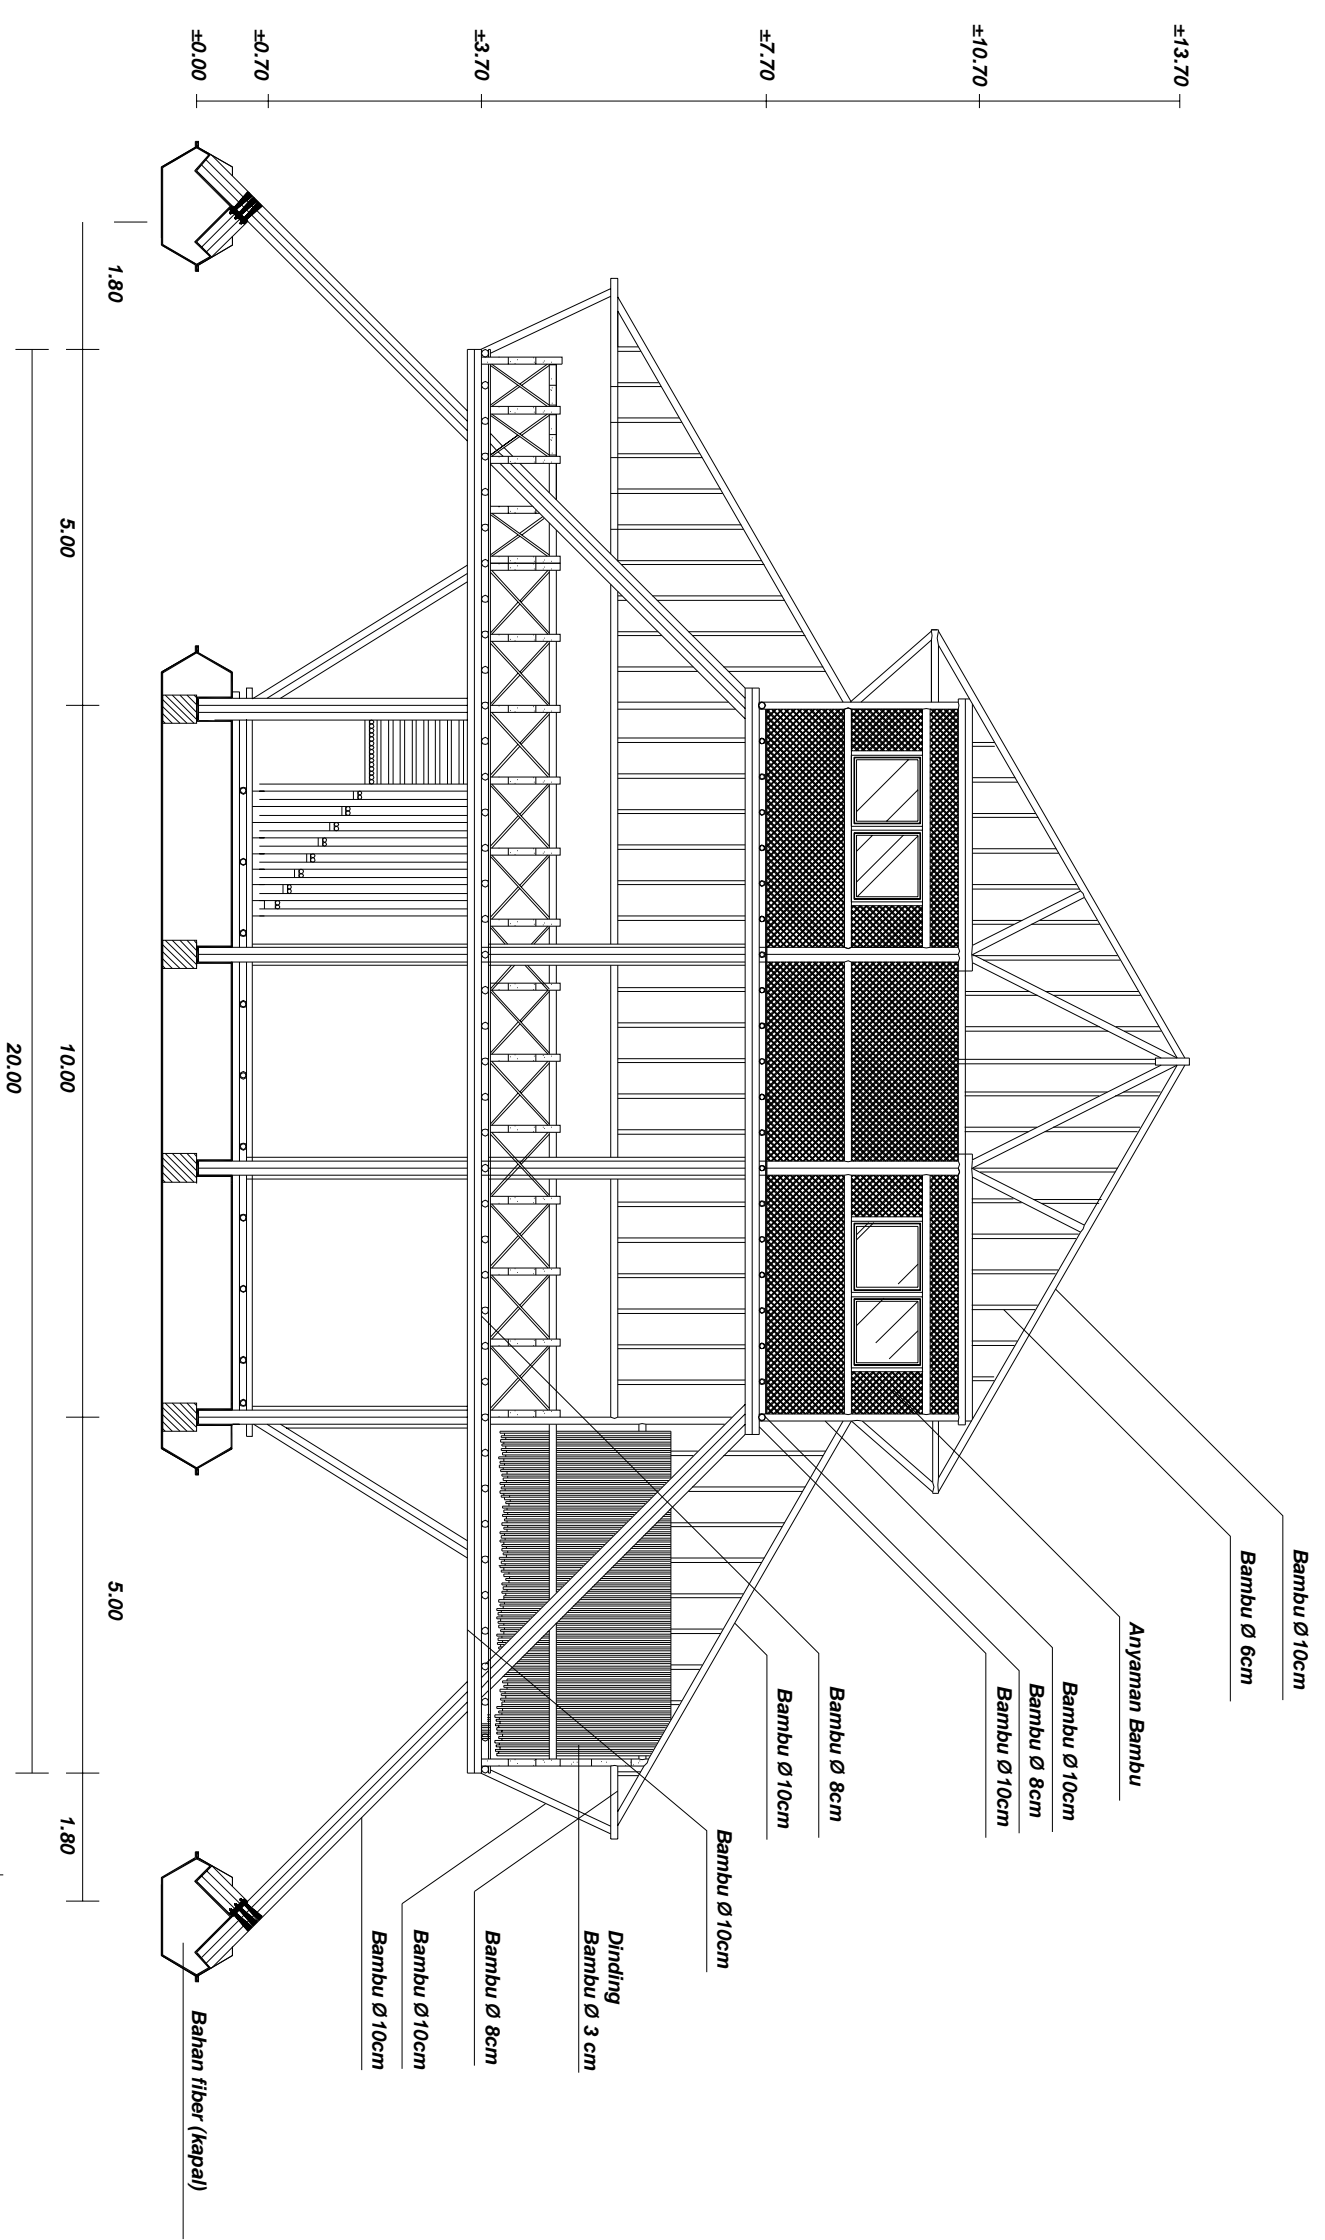 ±13.70
±10.70
±7.70
±3.70
±0.70
±0.00
Bambu Ø10cm
Bambu Ø 6cm
Anyaman Bambu
Bambu Ø10cm
Bambu Ø 8cm
Bambu Ø10cm
Bambu Ø 8cm
Bambu Ø10cm
Bambu Ø10cm
Dinding
Bambu Ø 3 cm
Bambu Ø 8cm
Bambu Ø10cm
Bambu Ø10cm
Bahan fiber (kapal)
1.80
5.00
10.00
5.00
1.80
20.00